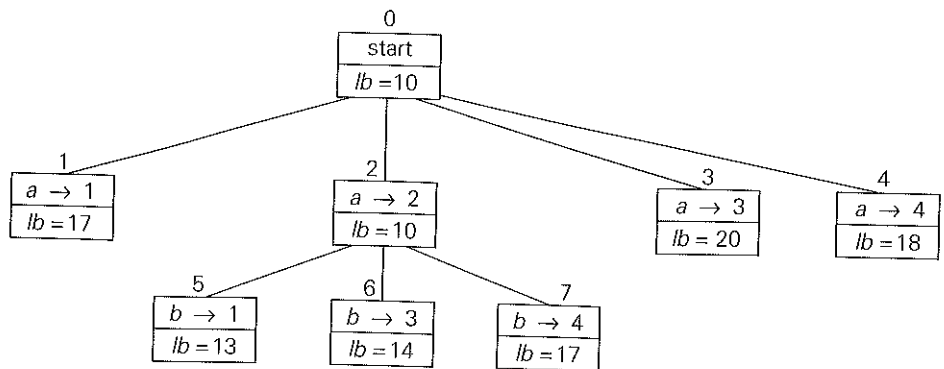 0
start
lb = 10
1
a → 1
lb = 17
2
a → 2
lb = 10
3
a → 3
lb = 20
4
a → 4
lb = 18
5
b → 1
lb = 13
6
b → 3
lb = 14
7
b → 4
lb = 17